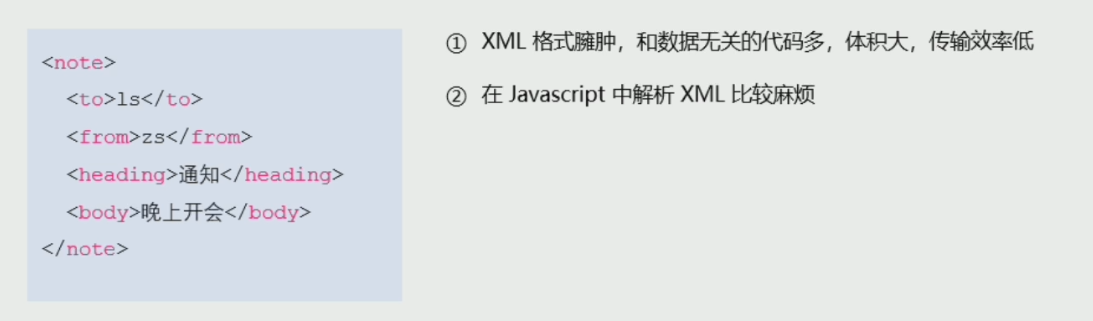 <note>
<to>ls</to>
<from>zs</from>
<heading>通知</heading>
<body>晚上开会</body>
</note>
① XML 格式臃肿，和数据无关的代码多，体积大，传输效率低
② 在 Javascript 中解析 XML 比较麻烦